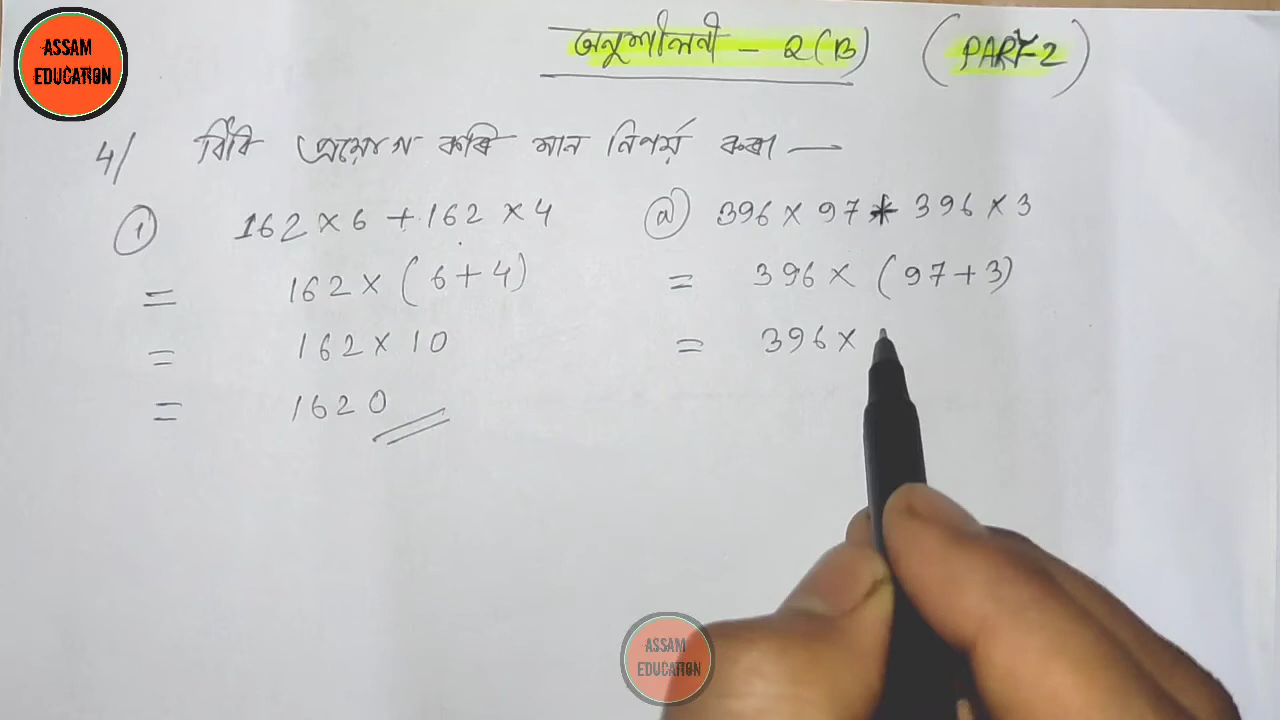 ASSAM
EDUCATION
অনুশীলনী - 2(B) (PART-2)
4/ বিধি প্ৰয়োগ কৰি মান নিৰ্ণয় কৰা —
① 162 × 6 + 162 × 4
= 162 × (6 + 4)
= 162 × 10
= 1620
396 × 97 + 396 × 3
= 396 × (97 + 3)
= 396 ×
ASSAM
EDUCATION